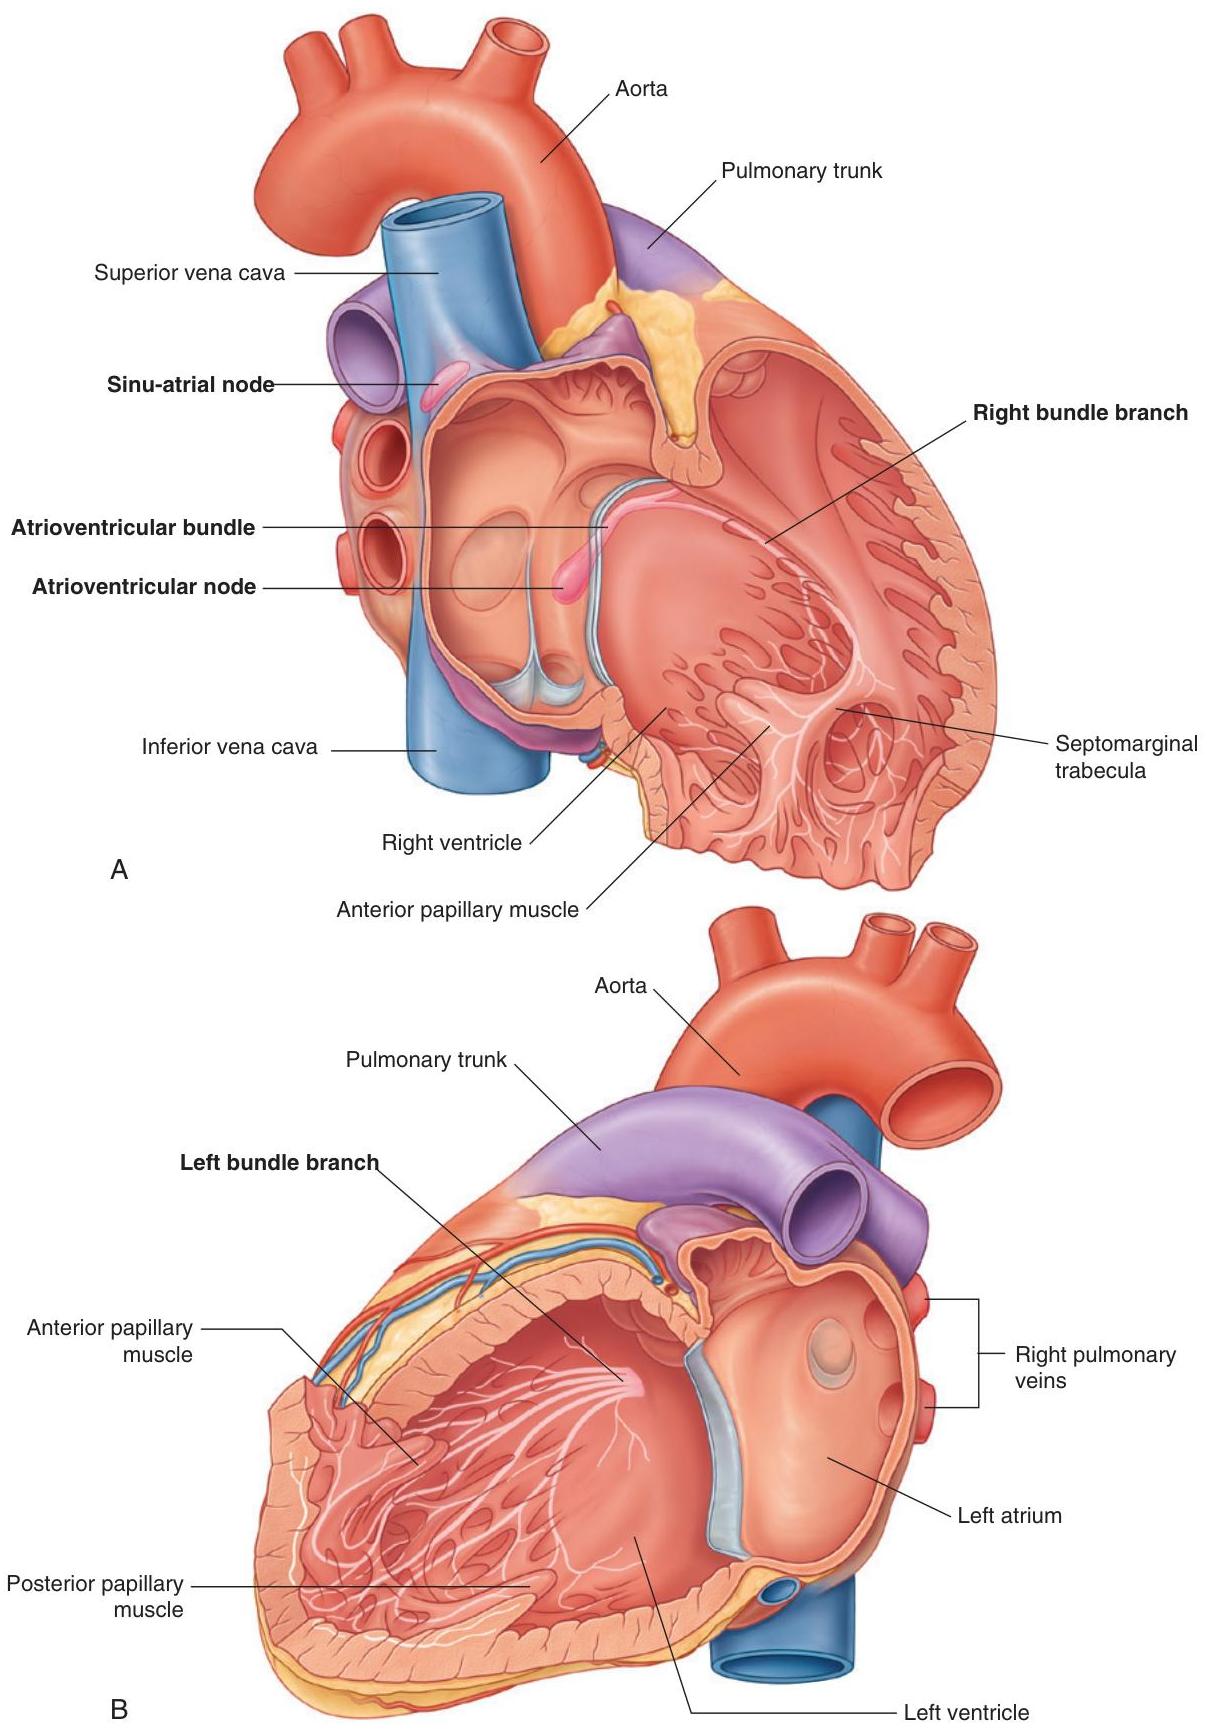 Aorta
Pulmonary trunk
Superior vena cava
Sinu-atrial node
Right bundle branch
Atrioventricular bundle
Atrioventricular node
Inferior vena cava
Septomarginal
trabecula
Right ventricle
A
Anterior papillary muscle
Aorta
Pulmonary trunk
Left bundle branch
Anterior papillary
muscle
Right pulmonary
veins
Left atrium
Posterior papillary
muscle
B
Left ventricle